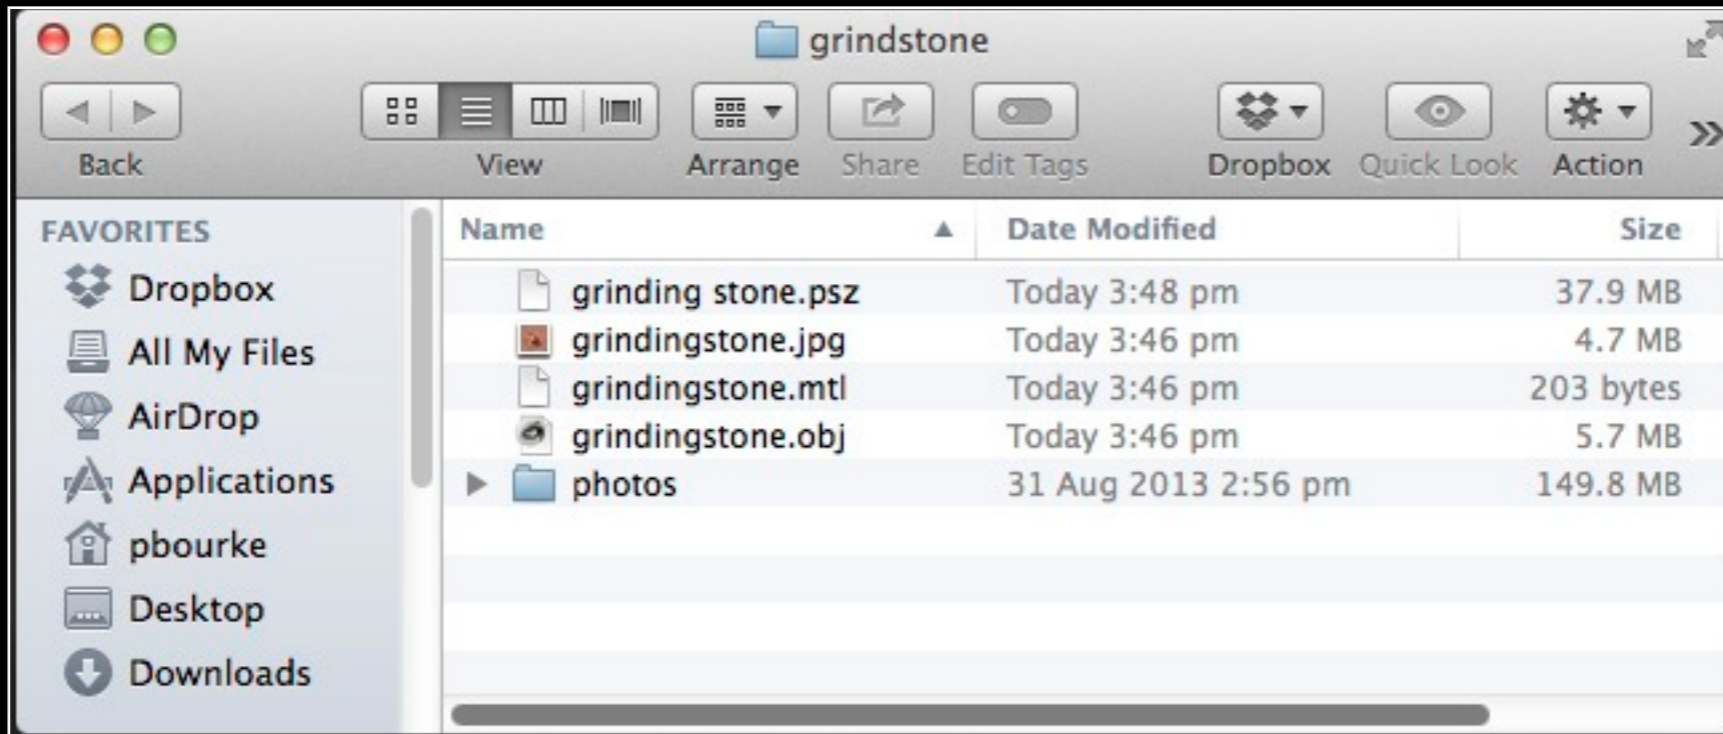 grindstone
Back View Arrange Share Edit Tags Dropbox Quick Look Action
FAVORITES
Dropbox
All My Files
AirDrop
Applications
pbourke
Desktop
Downloads
Name Date Modified Size
grinding stone.psz Today 3:48 pm 37.9 MB
grindingstone.jpg Today 3:46 pm 4.7 MB
grindingstone.mtl Today 3:46 pm 203 bytes
grindingstone.obj Today 3:46 pm 5.7 MB
photos 31 Aug 2013 2:56 pm 149.8 MB